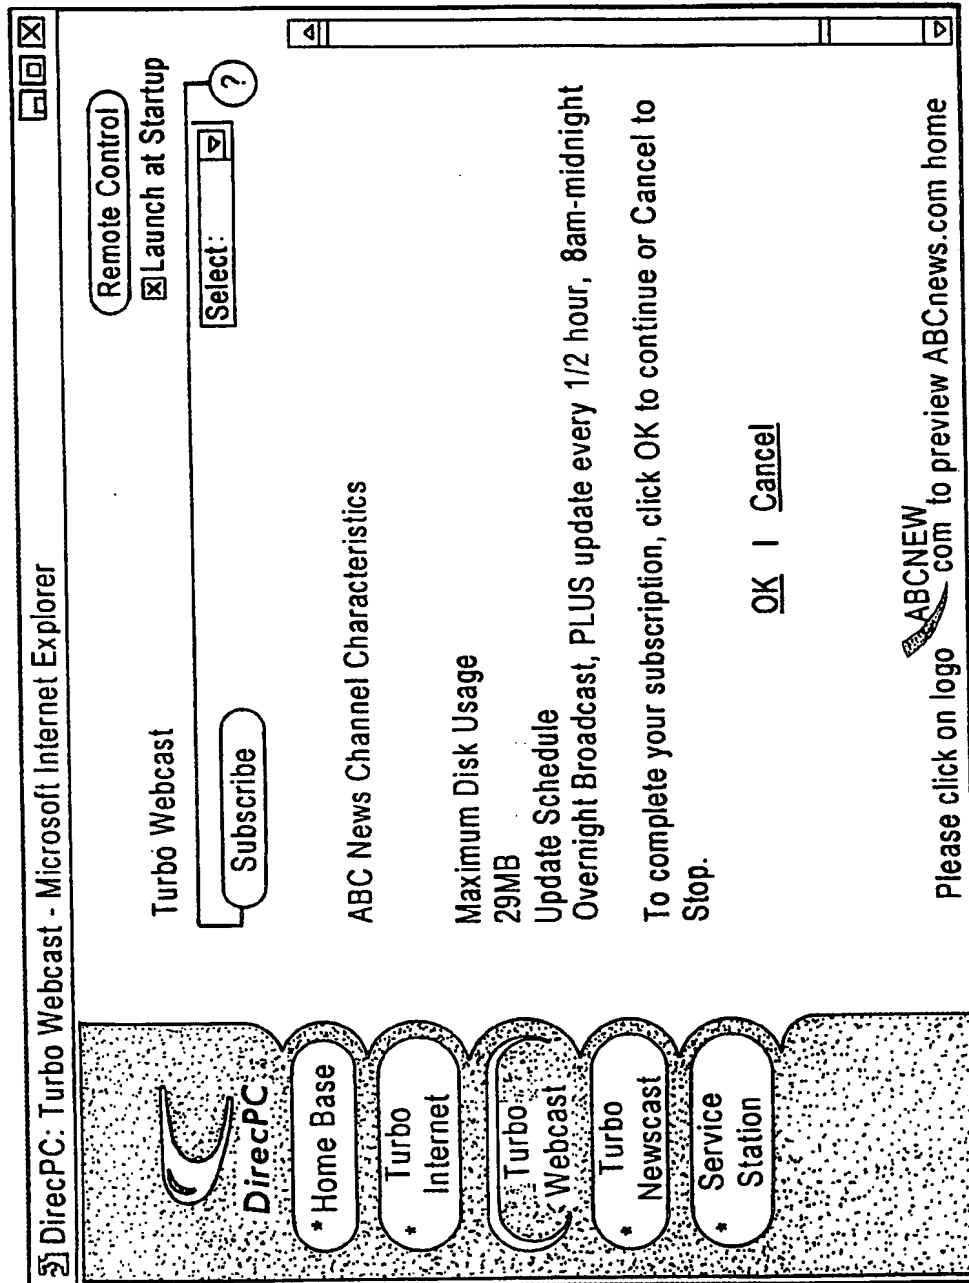 DirecPC: Turbo Webcast - Microsoft Internet Explorer
DirecPC
* Home Base
* Turbo
Internet
Turbo
Webcast
* Turbo
Newscast
* Service
Station
Remote Control
☒ Launch at Startup
Turbo Webcast
Subscribe
Select:
?
ABC News Channel Characteristics
Maximum Disk Usage
29MB
Update Schedule
Overnight Broadcast, PLUS update every 1/2 hour, 8am-midnight
To complete your subscription, click OK to continue or Cancel to
Stop.
OK | Cancel
Please click on logo ABCNEW com to preview ABCnews.com home